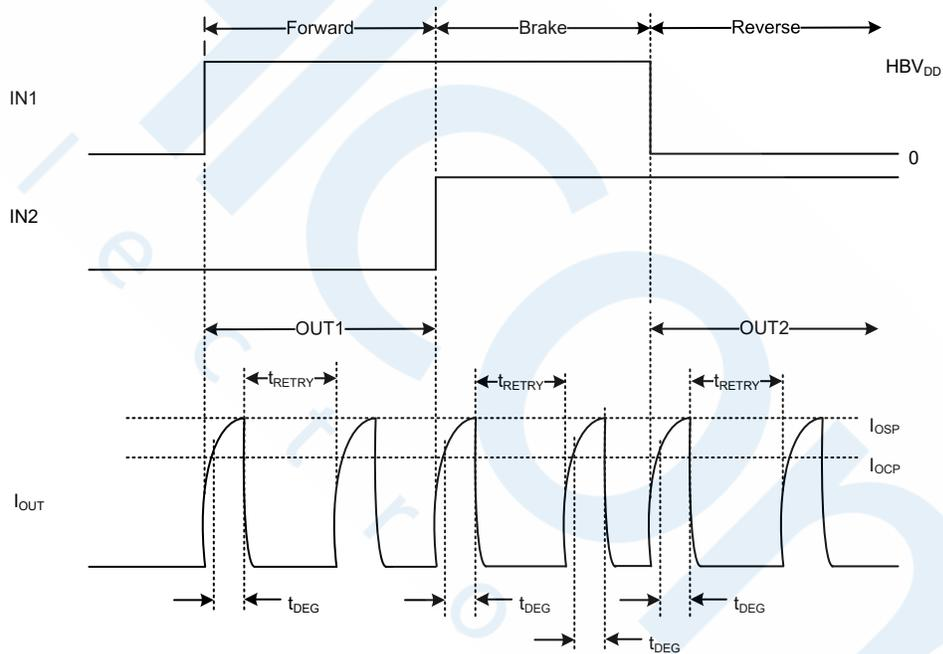 Forward Brake Reverse
HBVDD
IN1
0
IN2
OUT1 OUT2
tRETRY tRETRY tRETRY
IOSP
IOCP
IOUT
tDEG tDEG tDEG
tDEG